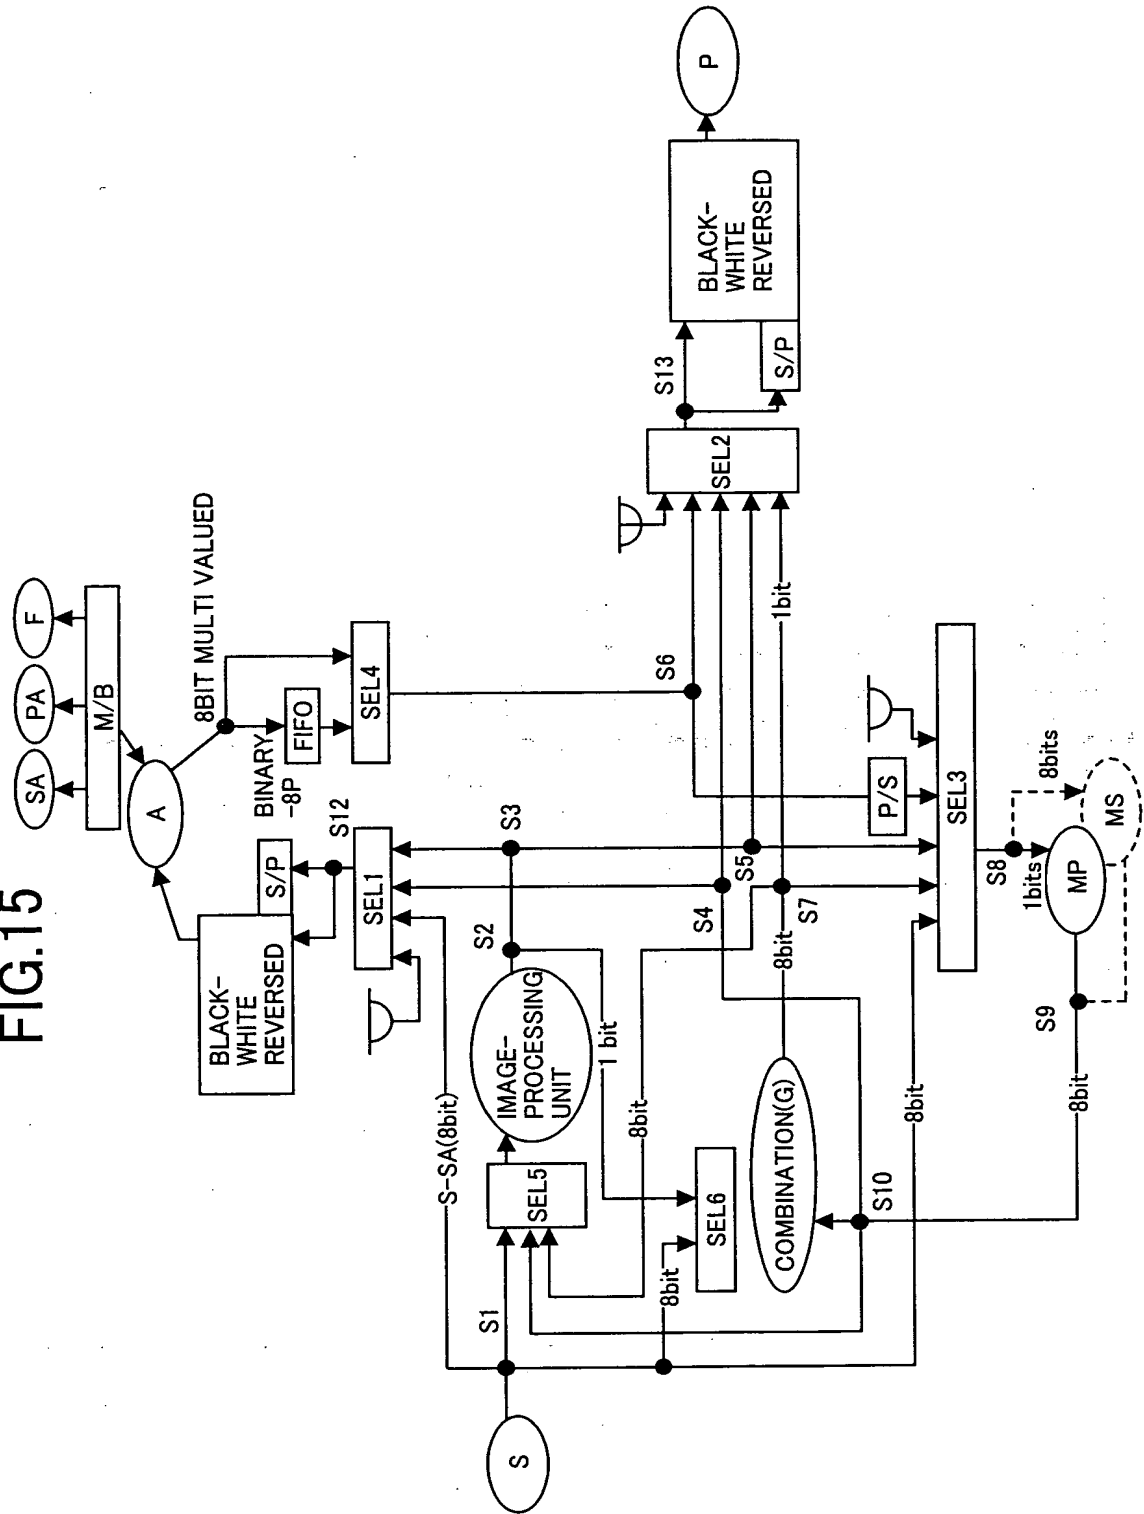 FIG.15
SA
PA
F
M/B
A
8BIT MULTI VALUED
BINARY
-8P
FIFO
SEL4
BLACK-
WHITE
REVERSED
S/P
S12
SEL1
S-SA(8bit)
S
S1
SEL5
IMAGE-
PROCESSING
UNIT
S2
S3
1 bit
8bit
8bit
SEL6
COMBINATION(G)
8bit
S4
S5
S7
S6
1bit
SEL2
S13
S/P
BLACK-
WHITE
REVERSED
P
S10
8bit
P/S
SEL3
S8
1bits
8bits
MP
MS
S9
8bit